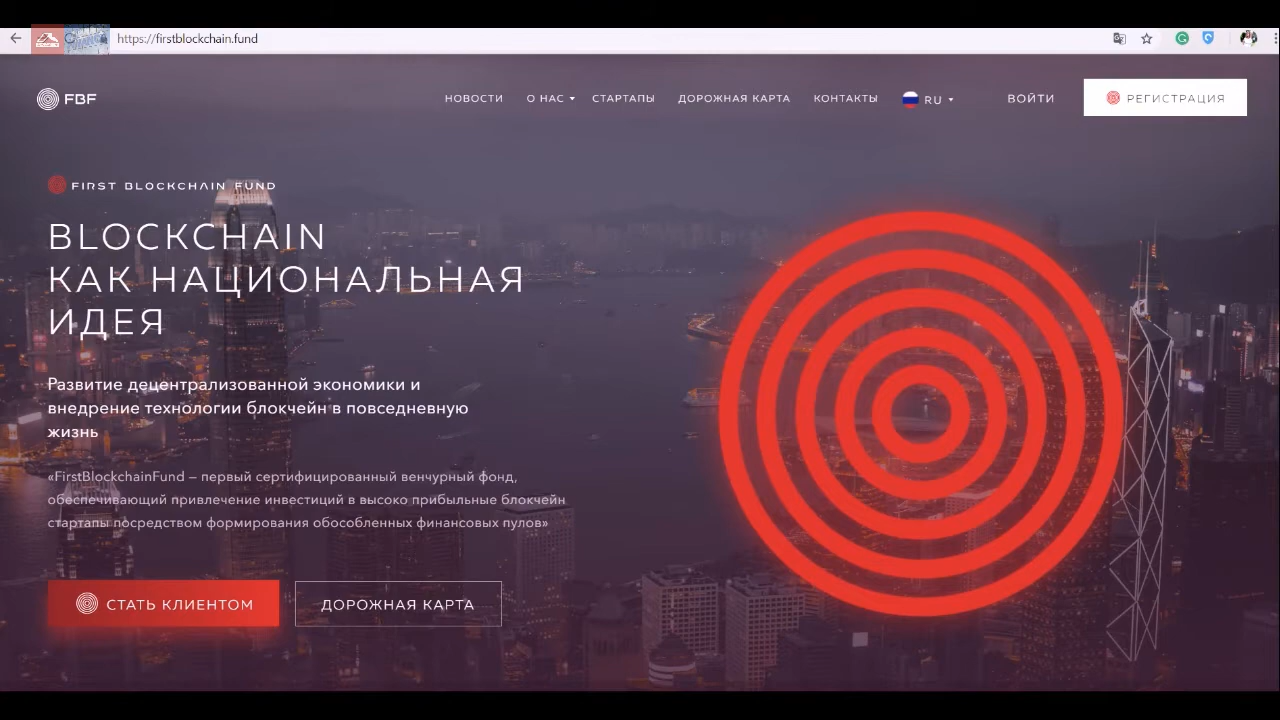 https://firstblockchain.fund
FBF
НОВОСТИ
О НАС
СТАРТАПЫ
ДОРОЖНАЯ КАРТА
КОНТАКТЫ
RU
ВОЙТИ
РЕГИСТРАЦИЯ
FIRST BLOCKCHAIN FUND
BLOCKCHAIN
КАК НАЦИОНАЛЬНАЯ
ИДЕЯ
Развитие децентрализованной экономики и
внедрение технологии блокчейн в повседневную
жизнь
«FirstBlockchainFund – первый сертифицированный венчурный фонд,
обеспечивающий привлечение инвестиций в высоко прибыльные блокчейн
стартапы посредством формирования обособленных финансовых пулов»
СТАТЬ КЛИЕНТОМ
ДОРОЖНАЯ КАРТА